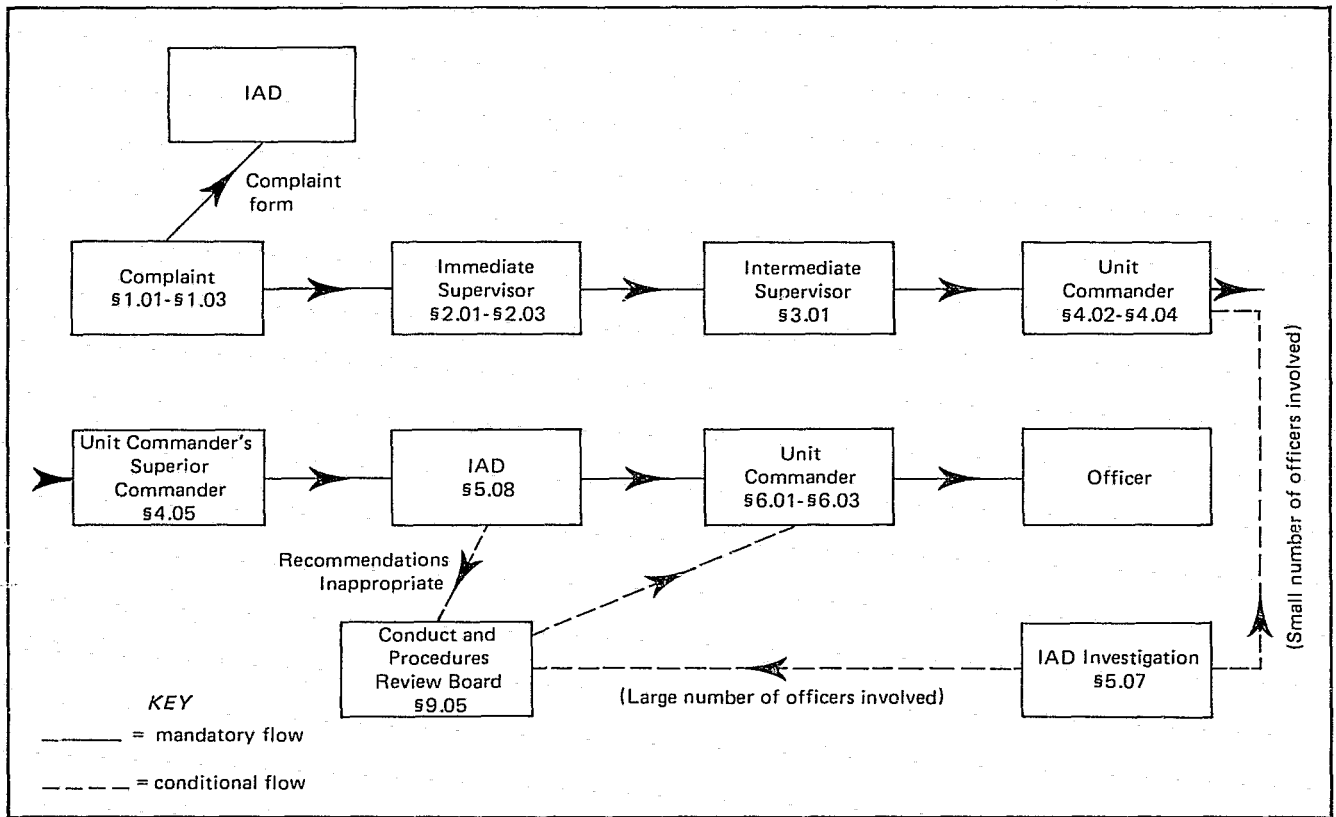 IAD
Complaint
form
Complaint
§1.01-§1.03
Immediate
Supervisor
§2.01-§2.03
Intermediate
Supervisor
§3.01
Unit
Commander
§4.02-§4.04
(Small number of officers involved)
Unit Commander's
Superior
Commander
§4.05
IAD
§5.08
Unit
Commander
§6.01-§6.03
Officer
Recommendations
Inappropriate
Conduct and
Procedures
Review Board
§9.05
(Large number of officers involved)
IAD Investigation
§5.07
KEY
= mandatory flow
= conditional flow